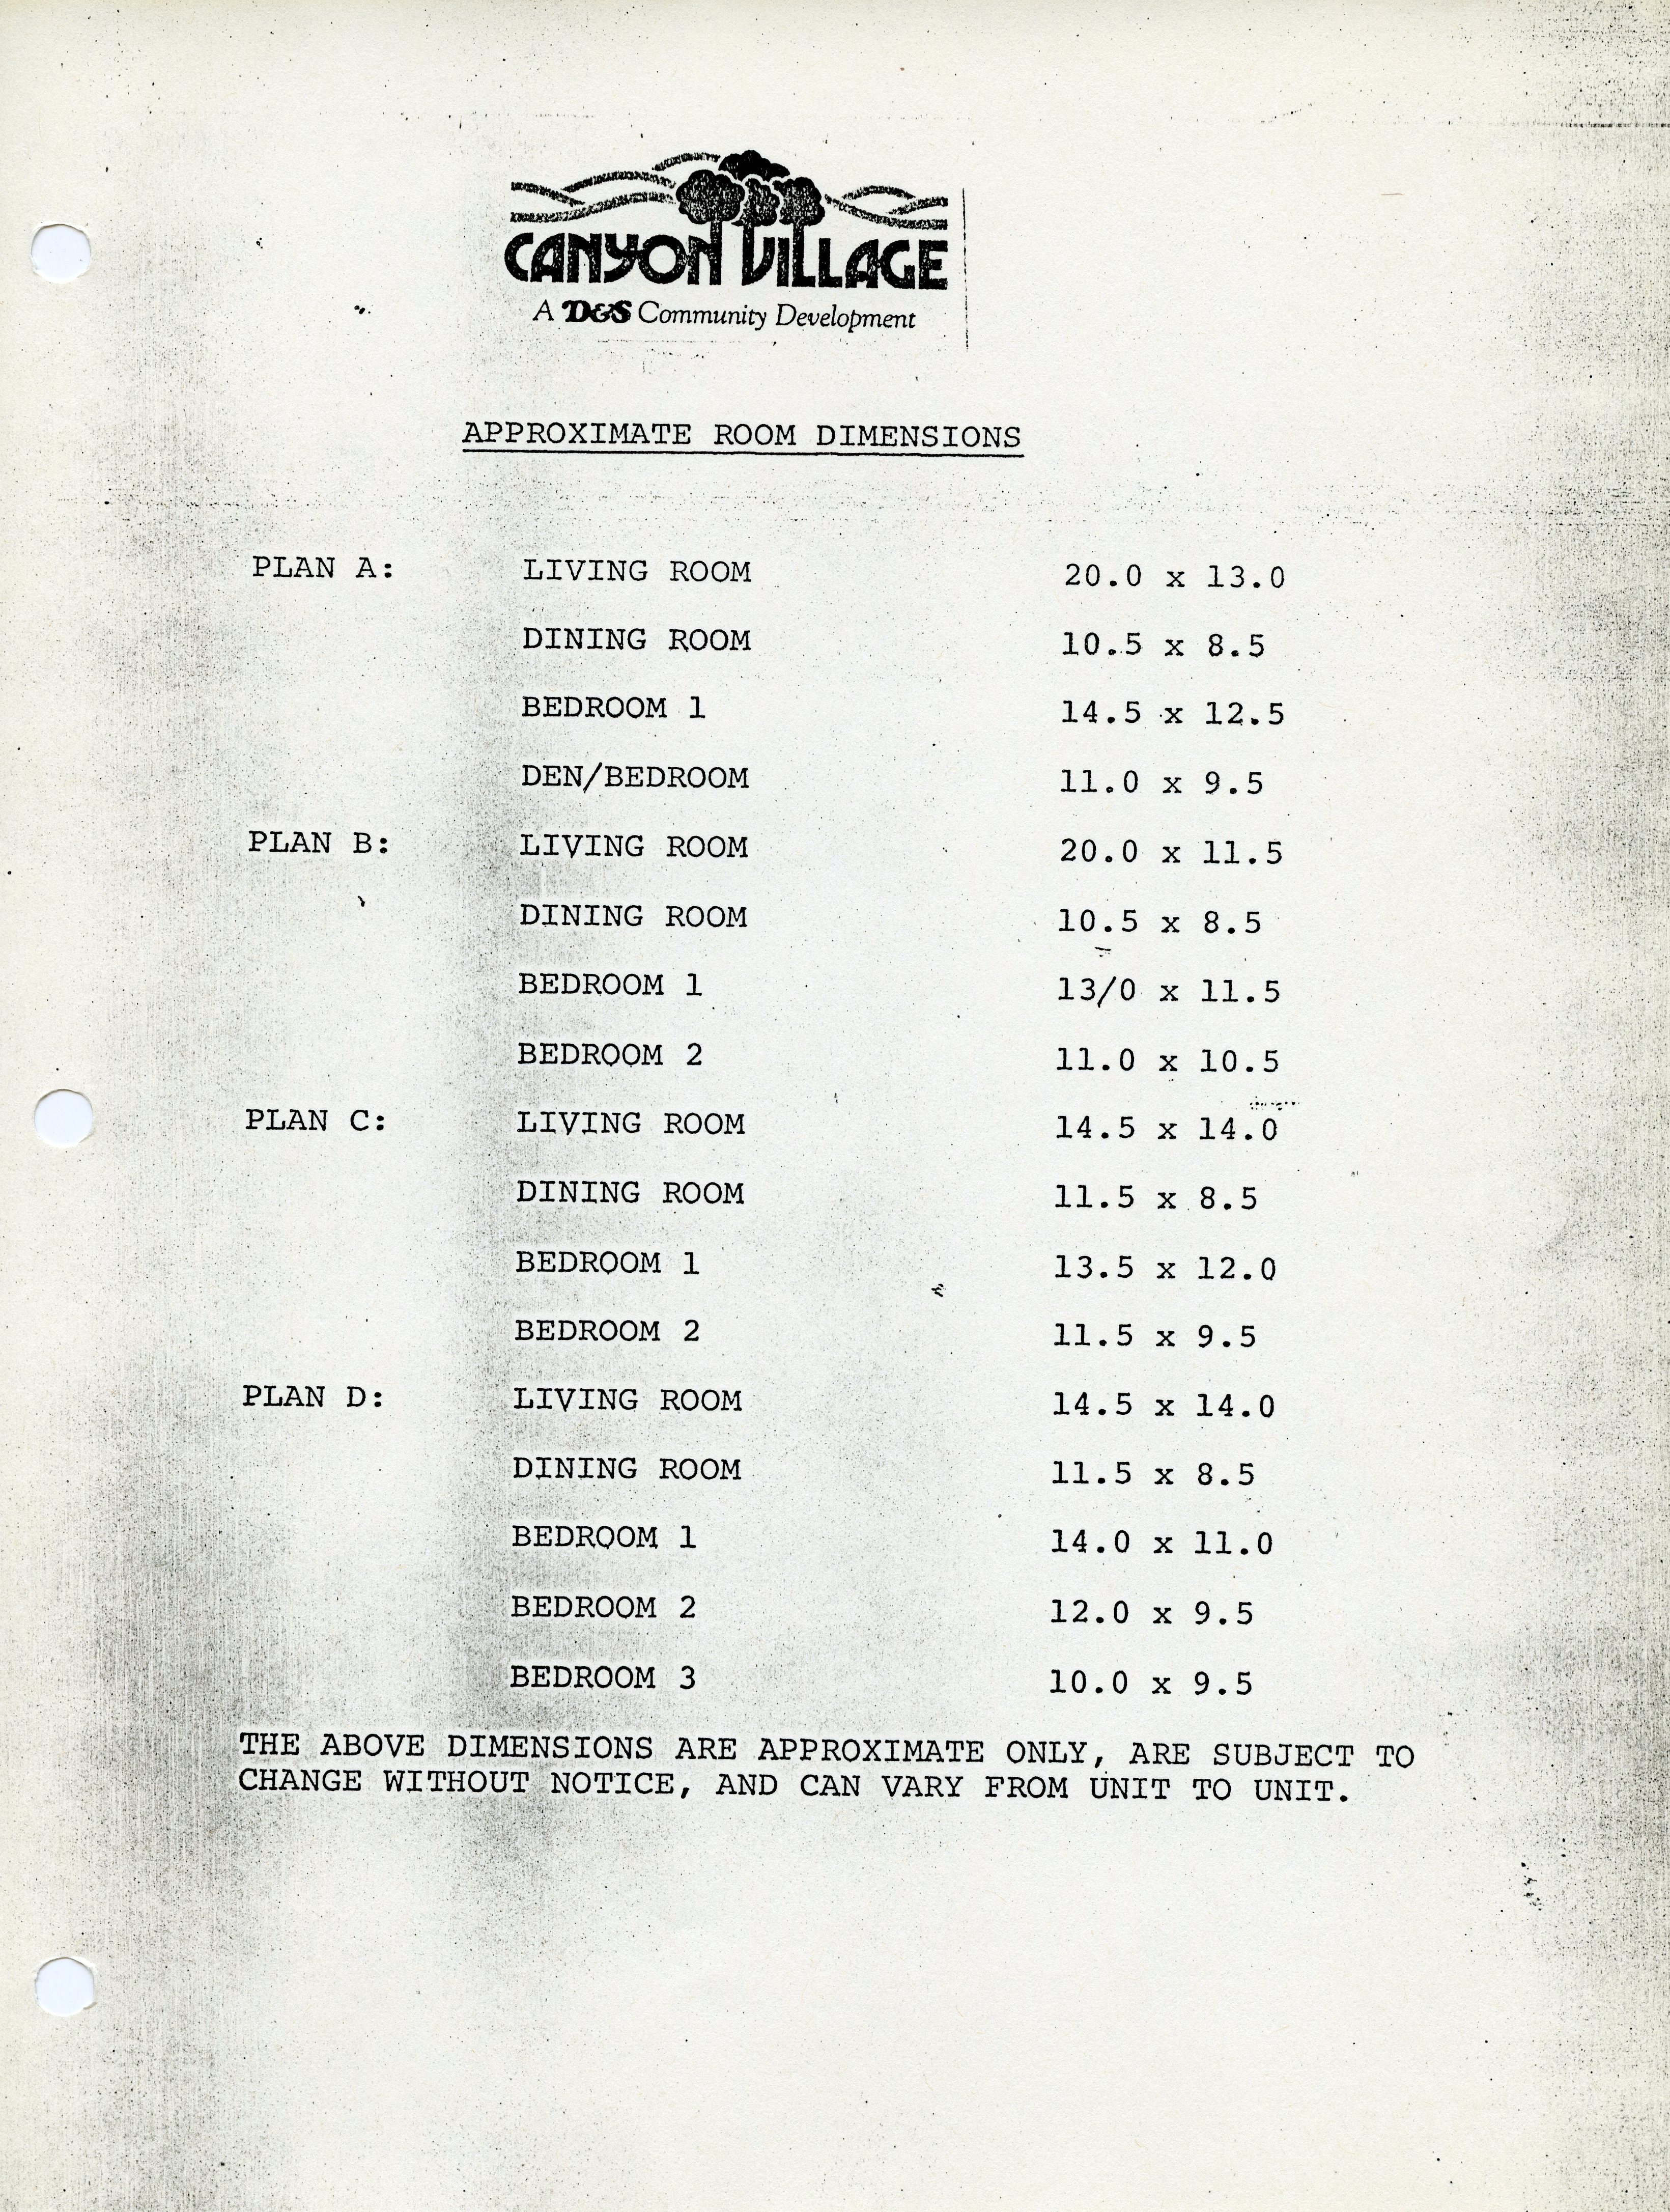 CANYON VILLAGE
A D&S Community Development
APPROXIMATE ROOM DIMENSIONS
PLAN A: LIVING ROOM 20.0 x 13.0
DINING ROOM 10.5 x 8.5
BEDROOM 1 14.5 x 12.5
DEN/BEDROOM 11.0 x 9.5
PLAN B: LIVING ROOM 20.0 x 11.5
DINING ROOM 10.5 x 8.5
BEDROOM 1 13/0 x 11.5
BEDROOM 2 11.0 x 10.5
PLAN C: LIVING ROOM 14.5 x 14.0
DINING ROOM 11.5 x 8.5
BEDROOM 1 13.5 x 12.0
BEDROOM 2 11.5 x 9.5
PLAN D: LIVING ROOM 14.5 x 14.0
DINING ROOM 11.5 x 8.5
BEDROOM 1 14.0 x 11.0
BEDROOM 2 12.0 x 9.5
BEDROOM 3 10.0 x 9.5
THE ABOVE DIMENSIONS ARE APPROXIMATE ONLY, ARE SUBJECT TO
CHANGE WITHOUT NOTICE, AND CAN VARY FROM UNIT TO UNIT.